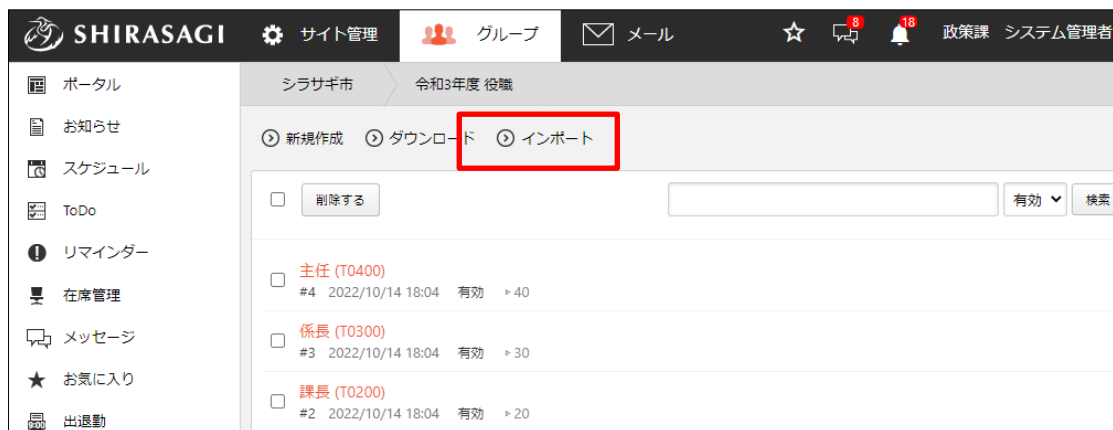 SHIRASAGI サイト管理 グループ メール 8 18 政策課 システム管理者
ポータル
お知らせ
スケジュール
ToDo
リマインダー
在席管理
メッセージ
お気に入り
9:00 出退勤
シラサギ市 令和3年度 役職
新規作成 ダウンロード インポート
削除する 有効 検索
主任 (T0400)
#4 2022/10/14 18:04 有効 ▹40
係長 (T0300)
#3 2022/10/14 18:04 有効 ▹30
課長 (T0200)
#2 2022/10/14 18:04 有効 ▹20